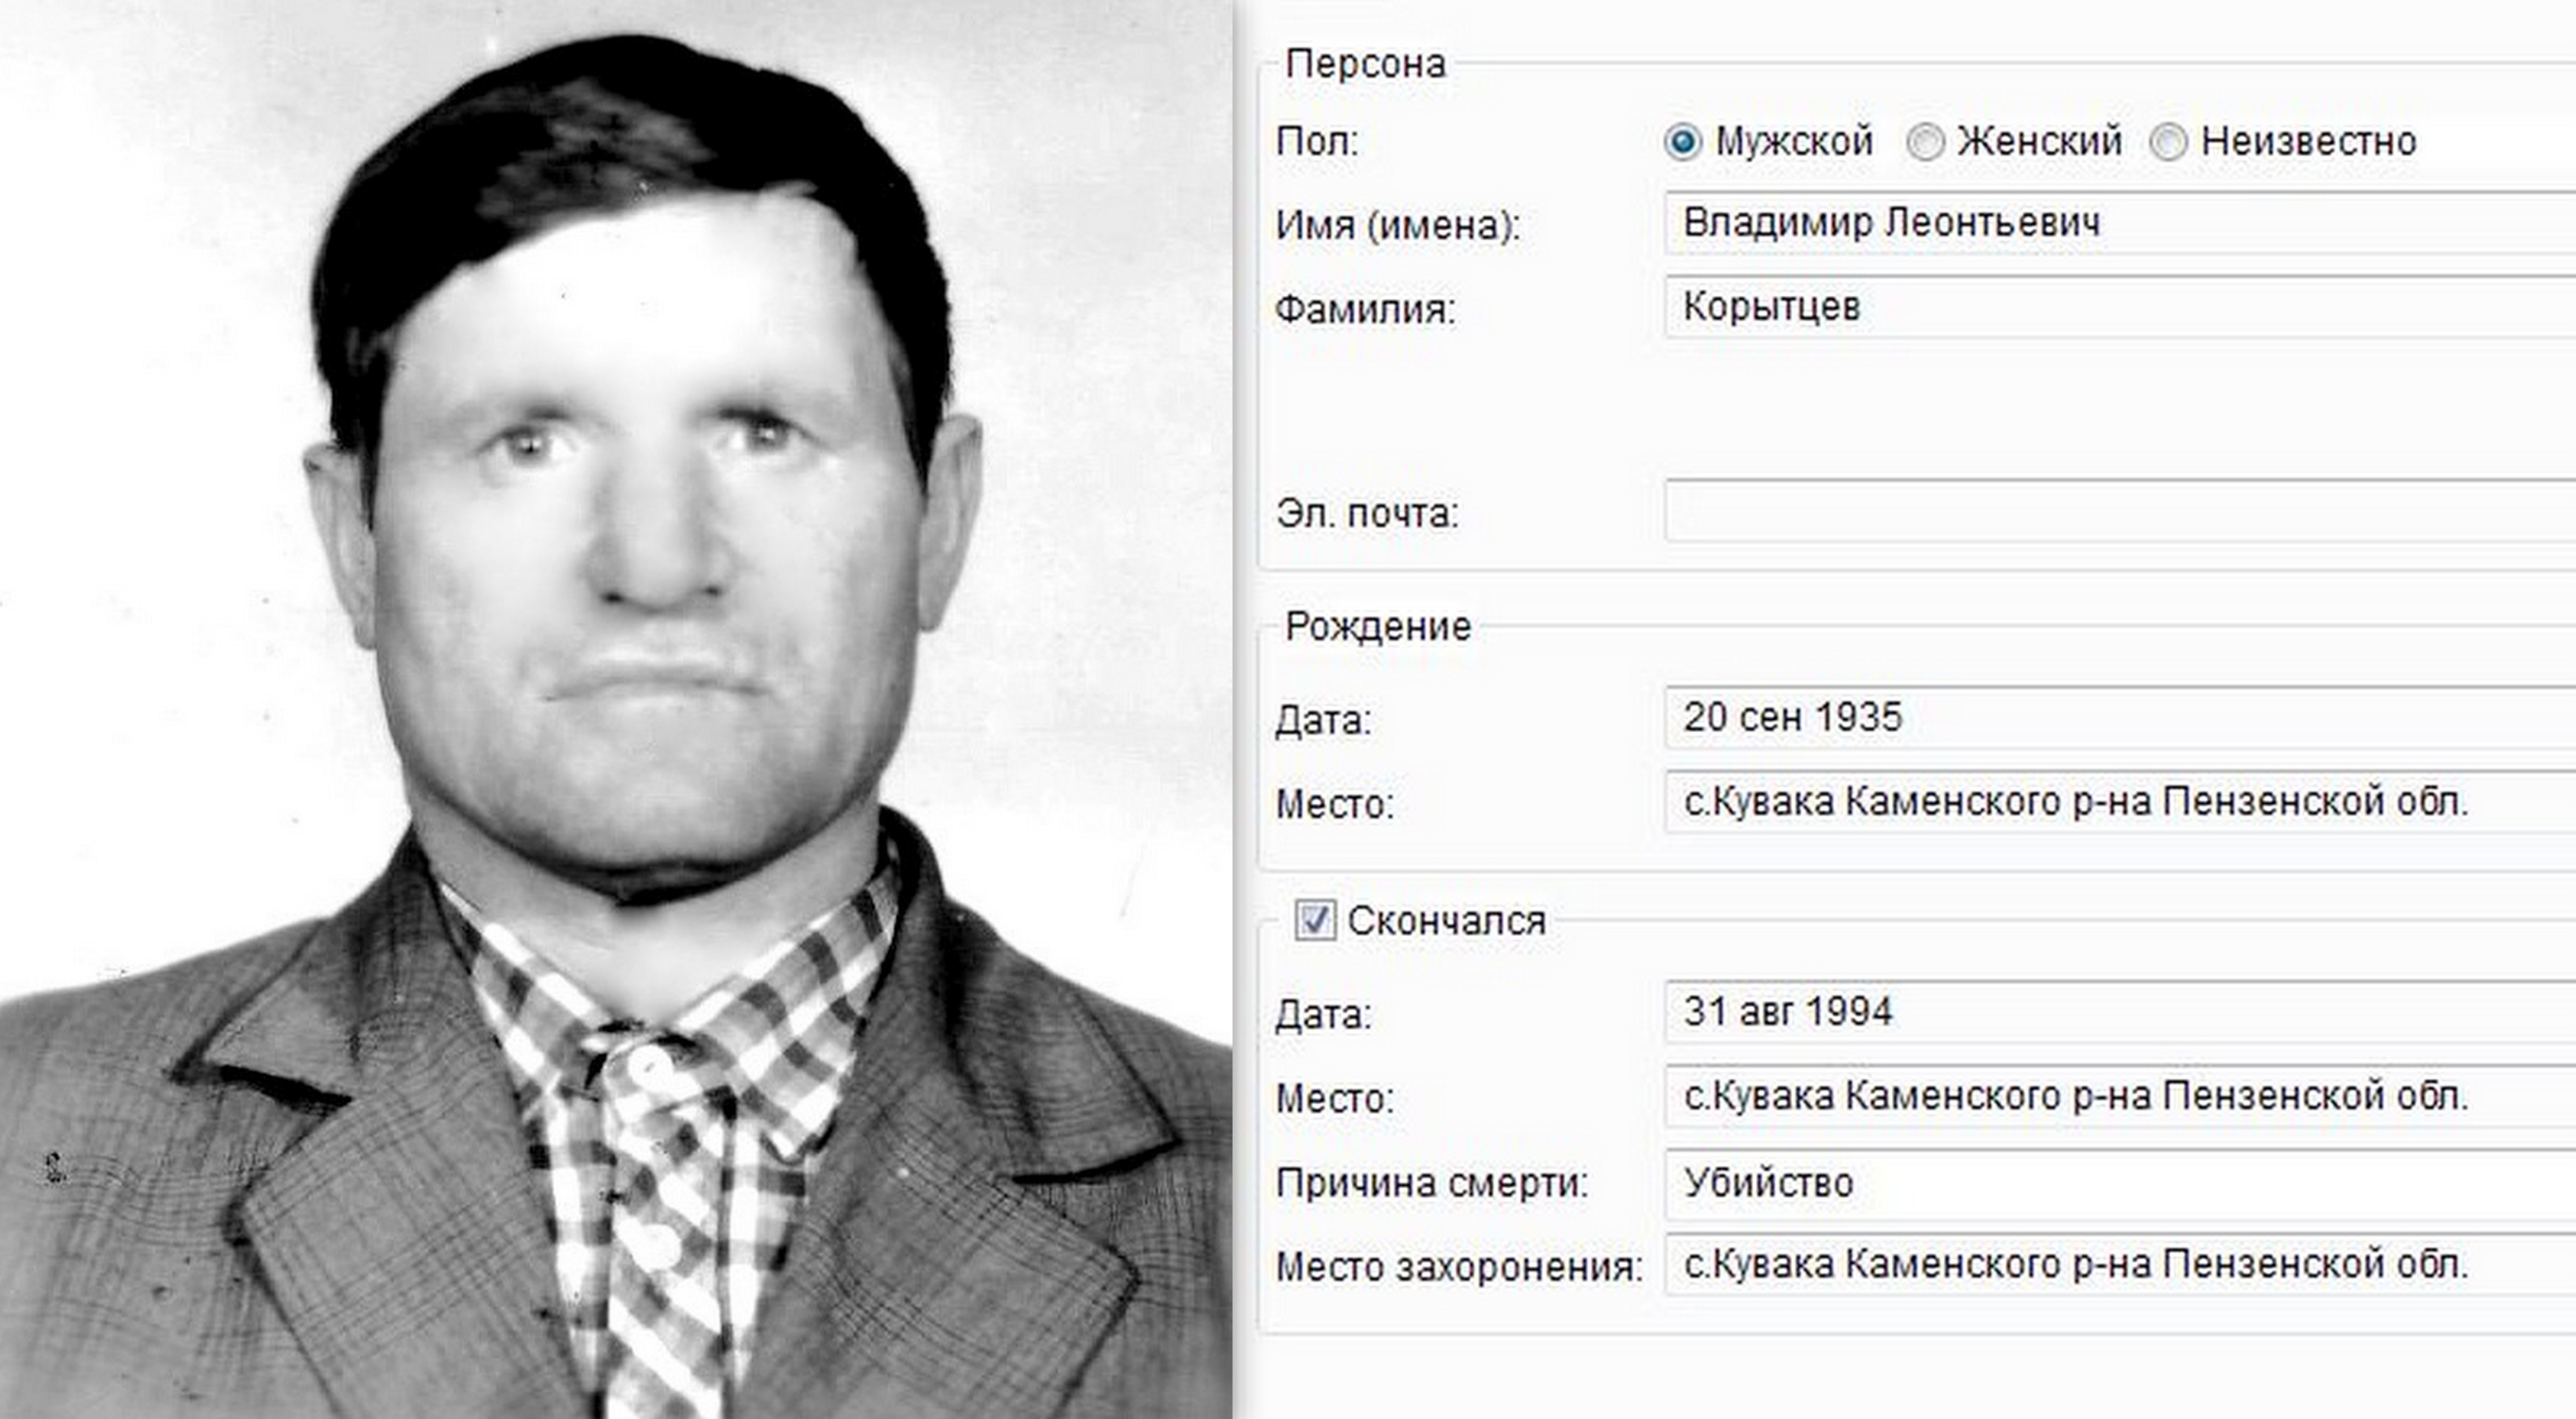 Персона
Пол: Мужской Женский Неизвестно
Имя (имена): Владимир Леонтьевич
Фамилия: Корытцев
Эл. почта:
Рождение
Дата: 20 сен 1935
Место: с.Кувака Каменского р-на Пензенской обл.
Скончался
Дата: 31 авг 1994
Место: с.Кувака Каменского р-на Пензенской обл.
Причина смерти: Убийство
Место захоронения: с.Кувака Каменского р-на Пензенской обл.